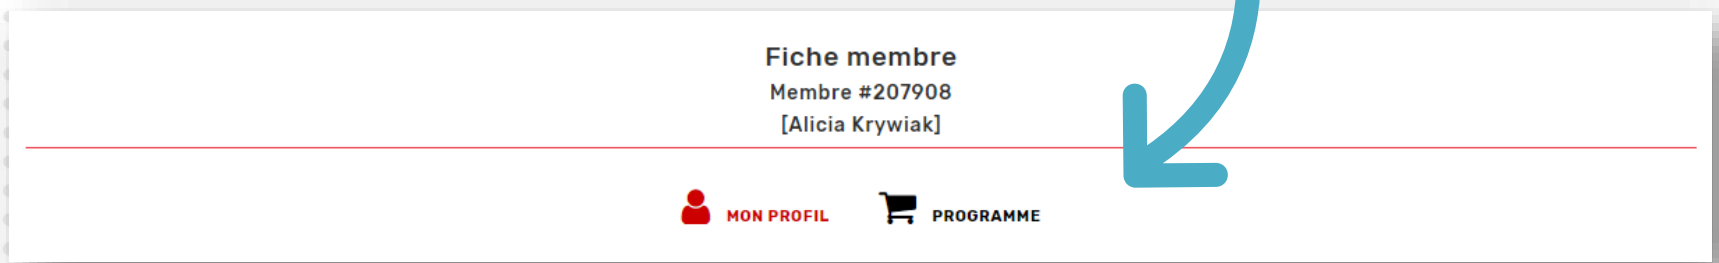 Fiche membre
Membre #207908
[Alicia Krywiak]
MON PROFIL PROGRAMME